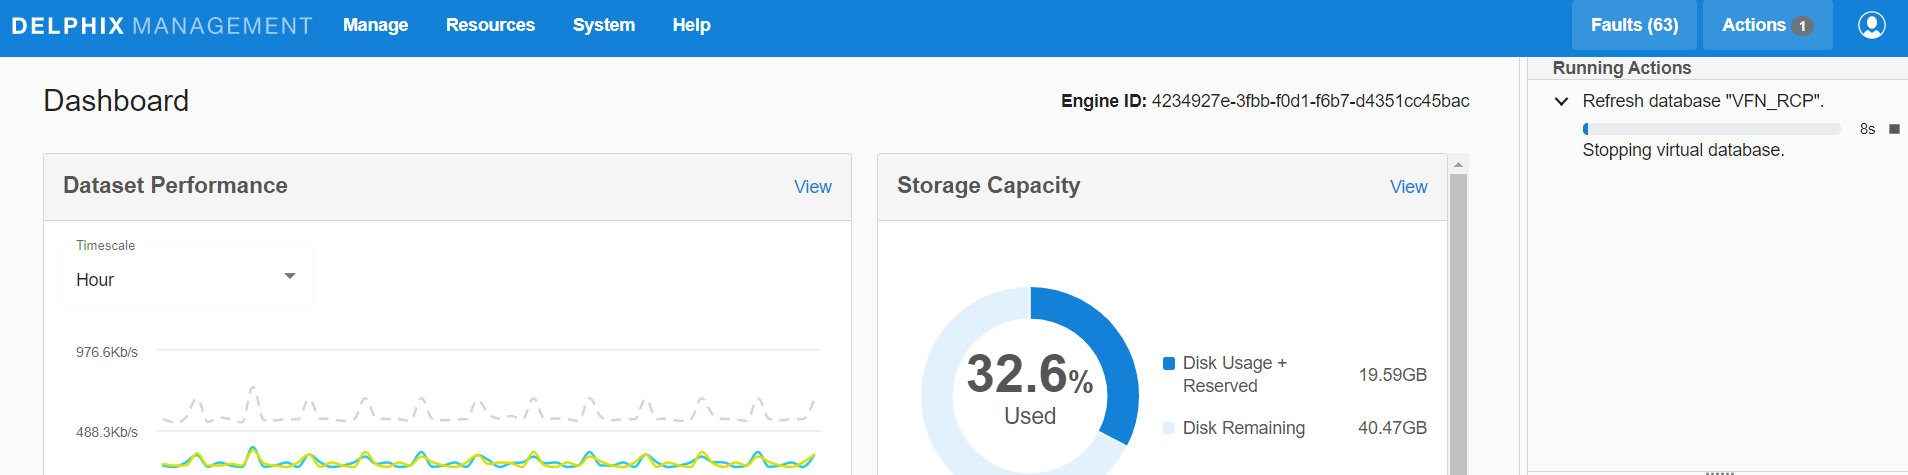 DELPHIX MANAGEMENT Manage Resources System Help Faults (63) Actions 1
Dashboard
Engine ID: 4234927e-3fbb-f0d1-f6b7-d4351cc45bac
Dataset Performance View
Timescale
Hour
976.6Kb/s
488.3Kb/s
Storage Capacity View
32.6%
Used
Disk Usage +
Reserved 19.59GB
Disk Remaining 40.47GB
Running Actions
Refresh database "VFN_RCP".
8s
Stopping virtual database.